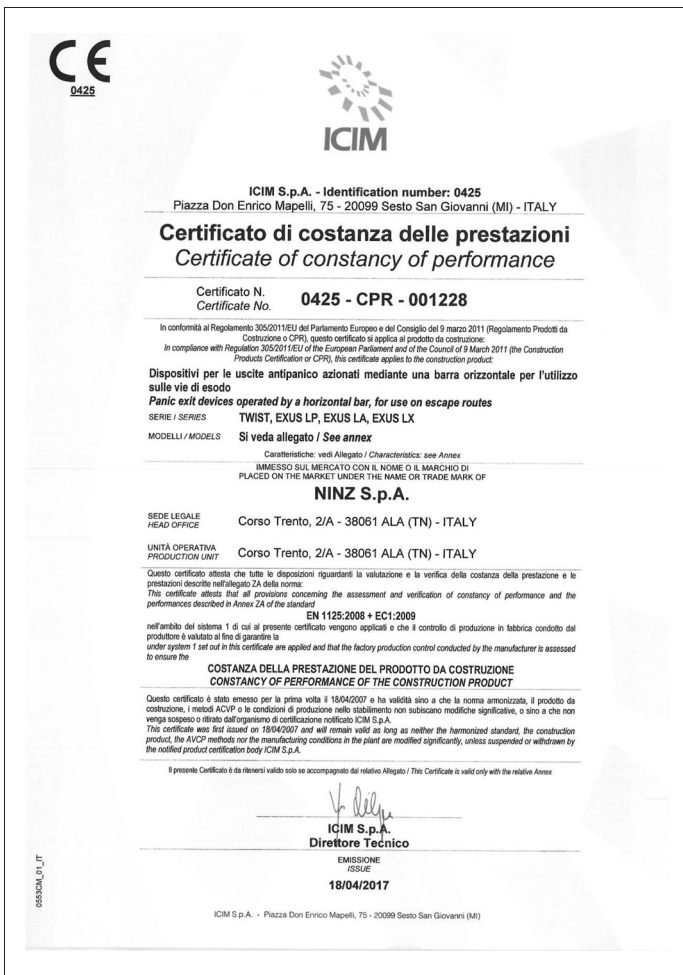 CE
0425
ICIM
ICIM S.p.A. - Identification number: 0425
Piazza Don Enrico Mapelli, 75 - 20099 Sesto San Giovanni (MI) - ITALY
Certificato di costanza delle prestazioni
Certificate of constancy of performance
Certificato N.
Certificate No.
0425 - CPR - 001228
In conformità al Regolamento 305/2011/EU del Parlamento Europeo e del Consiglio del 9 marzo 2011 (Regolamento Prodotti da
Costruzione o CPR), questo certificato si applica al prodotto da costruzione:
In compliance with Regulation 305/2011/EU of the European Parliament and of the Council of 9 March 2011 (the Construction
Products Certification or CPR), this certificate applies to the construction product:
Dispositivi per le uscite antipanico azionati mediante una barra orizzontale per l'utilizzo
sulle vie di esodo
Panic exit devices operated by a horizontal bar, for use on escape routes
SERIE / SERIES TWIST, EXUS LP, EXUS LA, EXUS LX
MODELLI / MODELS Si veda allegato / See annex
Caratteristiche: vedi Allegato / Characteristics: see Annex
IMMESSO SUL MERCATO CON IL NOME O IL MARCHIO DI
PLACED ON THE MARKET UNDER THE NAME OR TRADE MARK OF
NINZ S.p.A.
SEDE LEGALE
HEAD OFFICE
Corso Trento, 2/A - 38061 ALA (TN) - ITALY
UNITÀ OPERATIVA
PRODUCTION UNIT
Corso Trento, 2/A - 38061 ALA (TN) - ITALY
Questo certificato attesta che tutte le disposizioni riguardanti la valutazione e la verifica della costanza della prestazione e le
prestazioni descritte nell'allegato ZA della norma:
This certificate attests that all provisions concerning the assessment and verification of constancy of performance and the
performances described in Annex ZA of the standard
EN 1125:2008 + EC1:2009
nell'ambito del sistema 1 di cui al presente certificato vengono applicati e che il controllo di produzione in fabbrica condotto dal
produttore è valutato al fine di garantire la
under system 1 set out in this certificate are applied and that the factory production control conducted by the manufacturer is assessed
to ensure the
COSTANZA DELLA PRESTAZIONE DEL PRODOTTO DA COSTRUZIONE
CONSTANCY OF PERFORMANCE OF THE CONSTRUCTION PRODUCT
Questo certificato è stato emesso per la prima volta il 18/04/2007 e ha validità sino a che la norma armonizzata, il prodotto da
costruzione, i metodi ACVP o le condizioni di produzione nello stabilimento non subiscano modifiche significative, o sino a che non
venga sospeso o ritirato dall'organismo di certificazione notificato ICIM S.p.A.
This certificate was first issued on 18/04/2007 and will remain valid as long as neither the harmonized standard, the construction
product, the AVCP methods nor the manufacturing conditions in the plant are modified significantly, unless suspended or withdrawn by
the notified product certification body ICIM S.p.A.
Il presente Certificato è da ritenersi valido solo se accompagnato dal relativo Allegato / This Certificate is valid only with the relative Annex
ICIM S.p.A.
Direttore Tecnico
EMISSIONE
ISSUE
18/04/2017
0553CM_01_IT
ICIM S.p.A. - Piazza Don Enrico Mapelli, 75 - 20099 Sesto San Giovanni (MI)